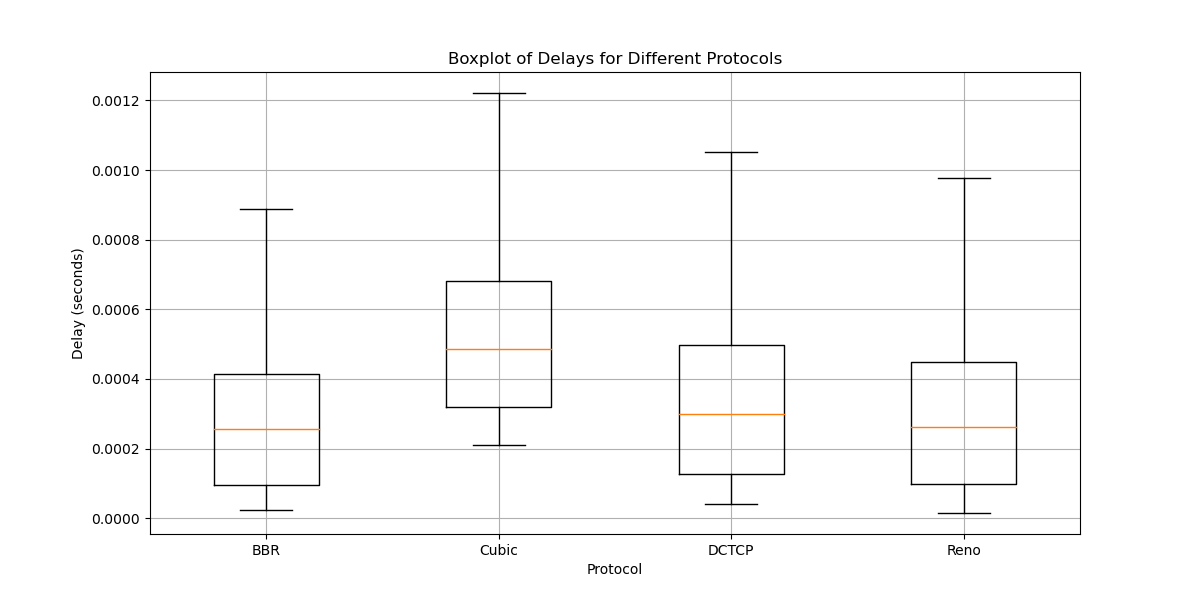 Boxplot of Delays for Different Protocols
0.0012
0.0010
0.0008
0.0006
0.0004
0.0002
0.0000
Delay (seconds)
BBR Cubic DCTCP Reno
Protocol